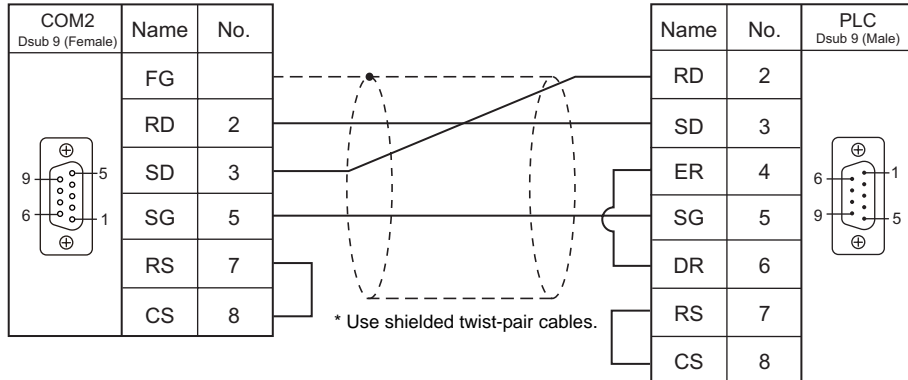 COM2
Dsub 9 (Female)
Name No.
FG
RD 2
SD 3
SG 5
RS 7
CS 8
9 5
6 1
* Use shielded twist-pair cables.
Name No.
PLC
Dsub 9 (Male)
RD 2
SD 3
ER 4
SG 5
DR 6
RS 7
CS 8
6 1
9 5